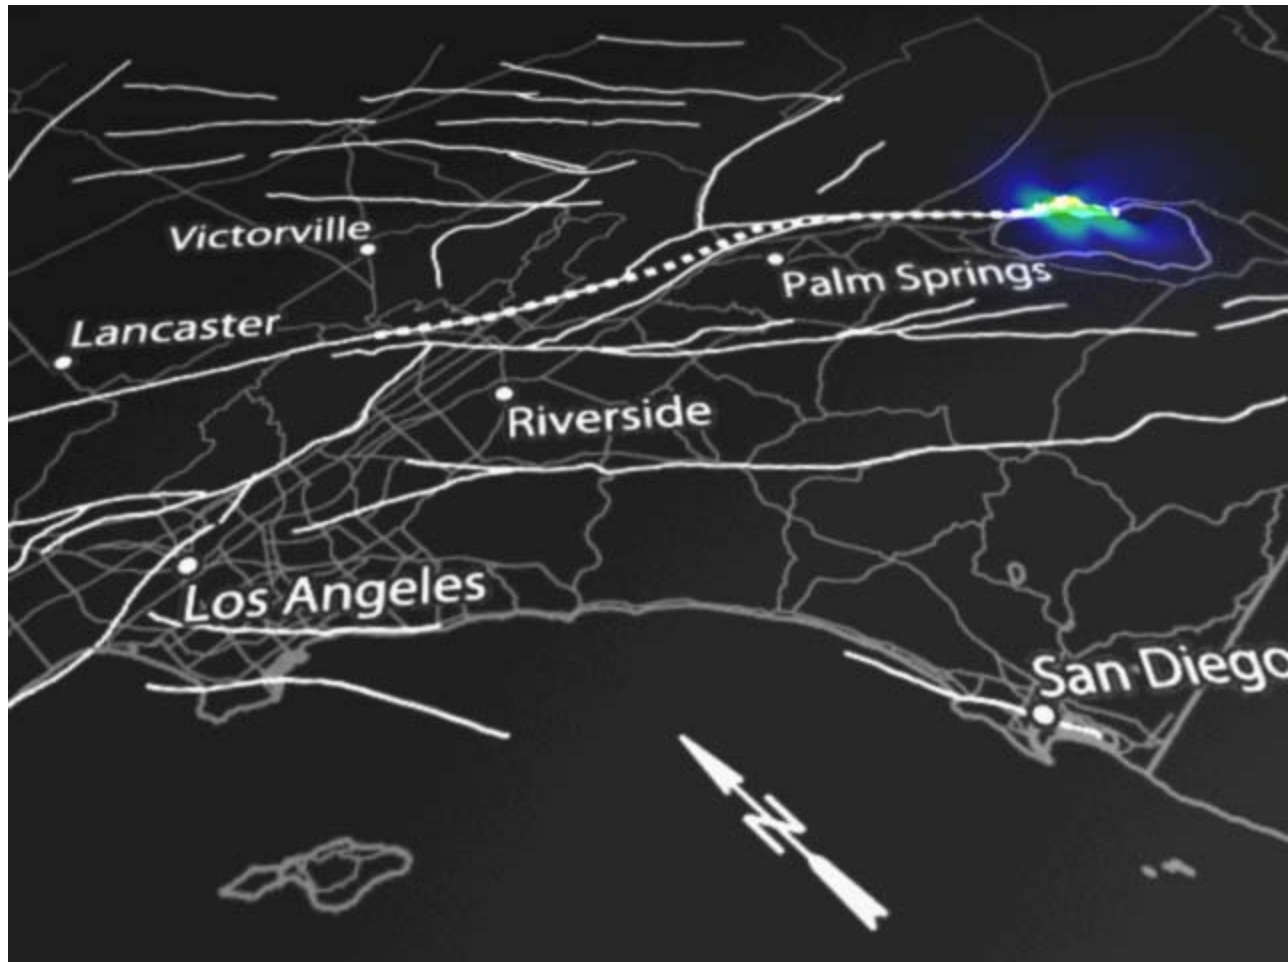 Victorville
Palm Springs
Lancaster
Riverside
Los Angeles
San Diego
N